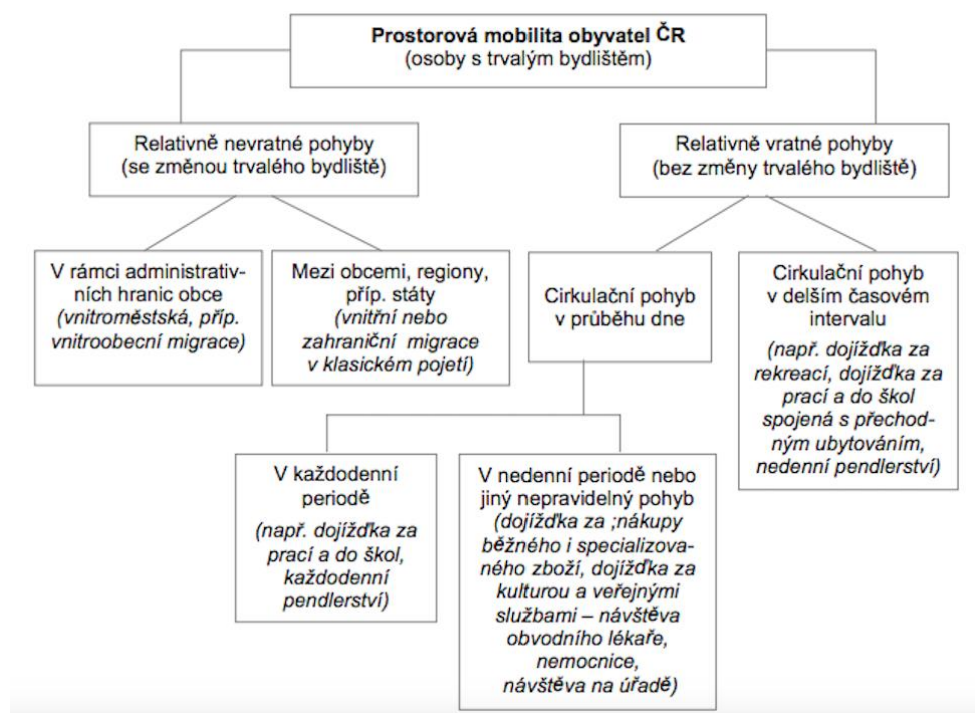 Prostorová mobilita obyvatel ČR
(osoby s trvalým bydlištěm)
Relativně nevratné pohyby
(se změnou trvalého bydliště)
Relativně vratné pohyby
(bez změny trvalého bydliště)
V rámci administrativ-
ních hranic obce
(vnitroměstská, příp.
vnitroobecní migrace)
Mezi obcemi, regiony,
příp. státy
(vnitřní nebo
zahraniční migrace
v klasickém pojetí)
Cirkulační pohyb
v průběhu dne
Cirkulační pohyb
v delším časovém
intervalu
(např. dojížďka za
rekreací, dojížďka za
prací a do škol
spojená s přechod-
ným ubytováním,
nedenní pendlerství)
V každodenní
periodě
(např. dojížďka za
prací a do škol,
každodenní
pendlerství)
V nedenní periodě nebo
jiný nepravidelný pohyb
(dojížďka za ;nákupy
běžného i specializova-
ného zboží, dojížďka za
kulturou a veřejnými
službami – návštěva
obvodního lékaře,
nemocnice,
návštěva na úřadě)